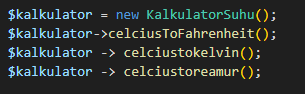 $kalkulator = new KalkulatorSuhu();
$kalkulator->celciusToFahrenheit();
$kalkulator -> celciustokelvin();
$kalkulator -> celciustoreamur();